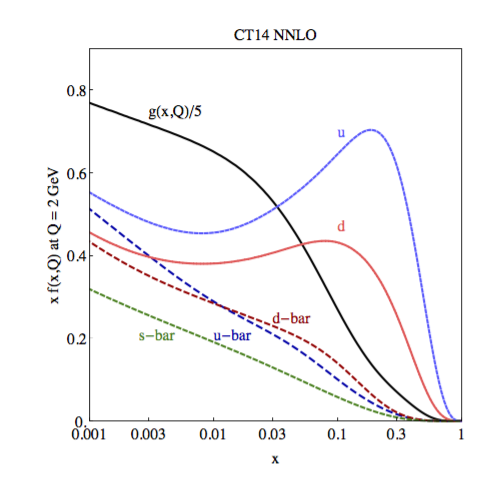 CT14 NNLO
0.8
g(x,Q)/5
u
0.6
d
x f(x,Q) at Q = 2 GeV
0.4
d-bar
s-bar
u-bar
0.2
0.
0.001
0.003
0.01
0.03
0.1
0.3
1
x